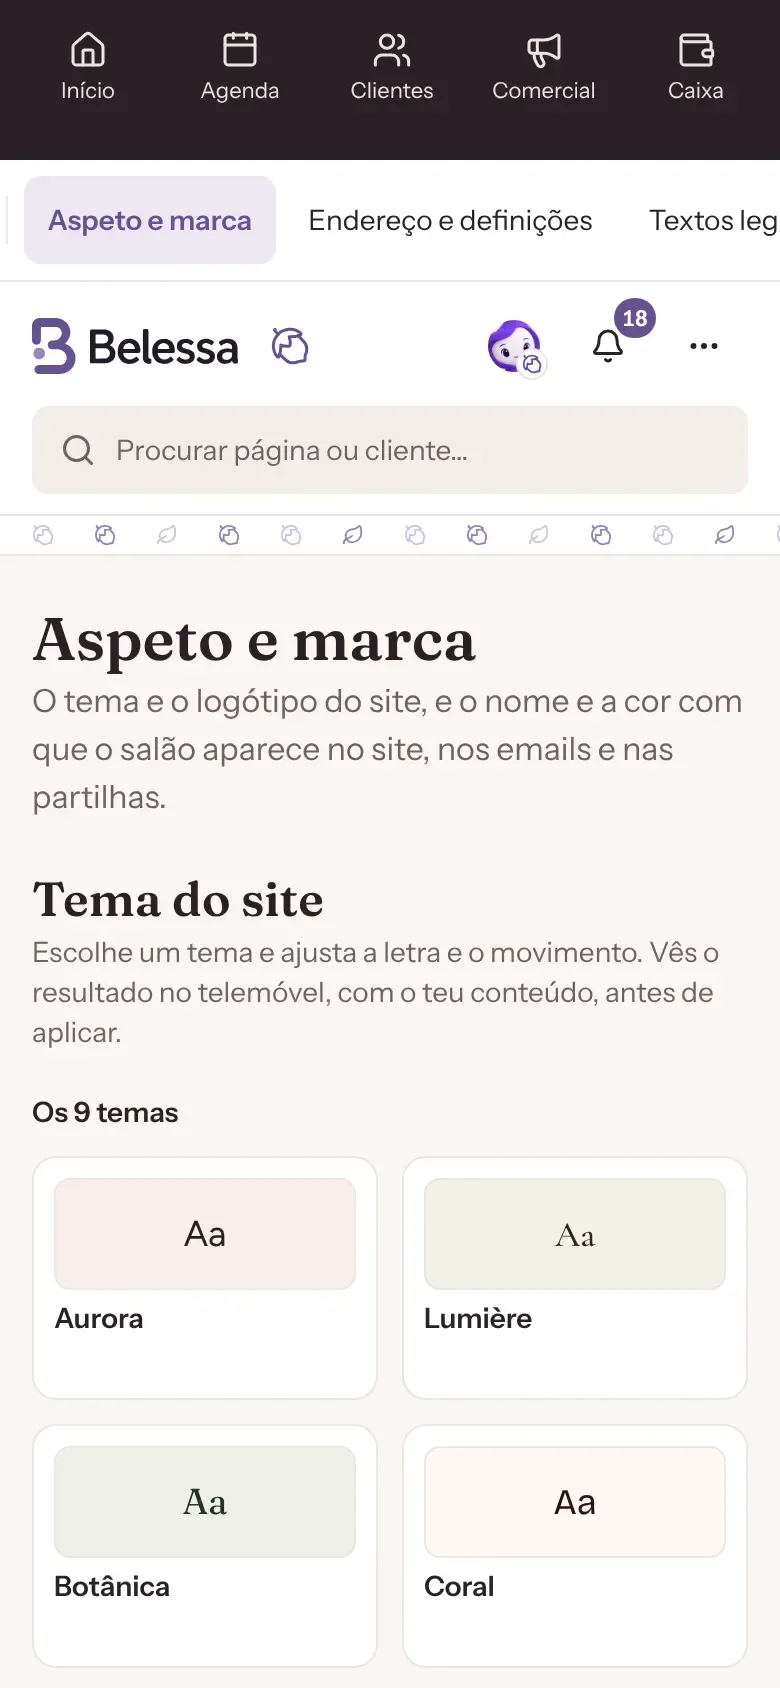 Início Agenda Clientes Comercial Caixa
Aspeto e marca Endereço e definições Textos leg
Belessa 18
Procurar página ou cliente...
Aspeto e marca
O tema e o logótipo do site, e o nome e a cor com
que o salão aparece no site, nos emails e nas
partilhas.
Tema do site
Escolhe um tema e ajusta a letra e o movimento. Vês o
resultado no telemóvel, com o teu conteúdo, antes de
aplicar.
Os 9 temas
Aa Aa
Aurora Lumière
Aa Aa
Botânica Coral